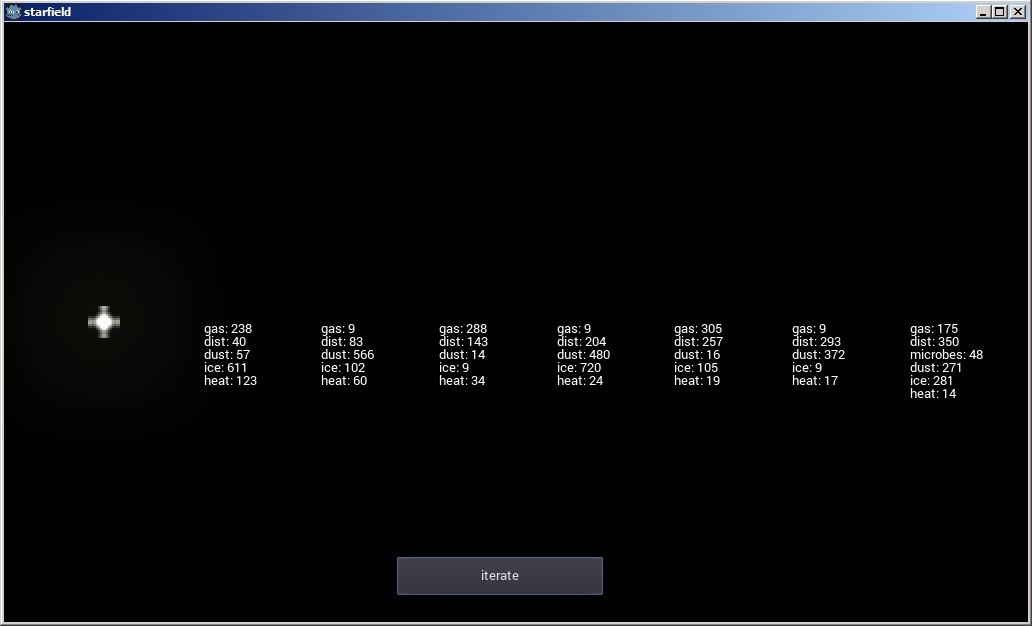 starfield
gas: 238
dist: 40
dust: 57
ice: 611
heat: 123
gas: 9
dist: 83
dust: 566
ice: 102
heat: 60
gas: 288
dist: 143
dust: 14
ice: 9
heat: 34
gas: 9
dist: 204
dust: 480
ice: 720
heat: 24
gas: 305
dist: 257
dust: 16
ice: 105
heat: 19
gas: 9
dist: 293
dust: 372
ice: 9
heat: 17
gas: 175
dist: 350
microbes: 48
dust: 271
ice: 281
heat: 14
iterate